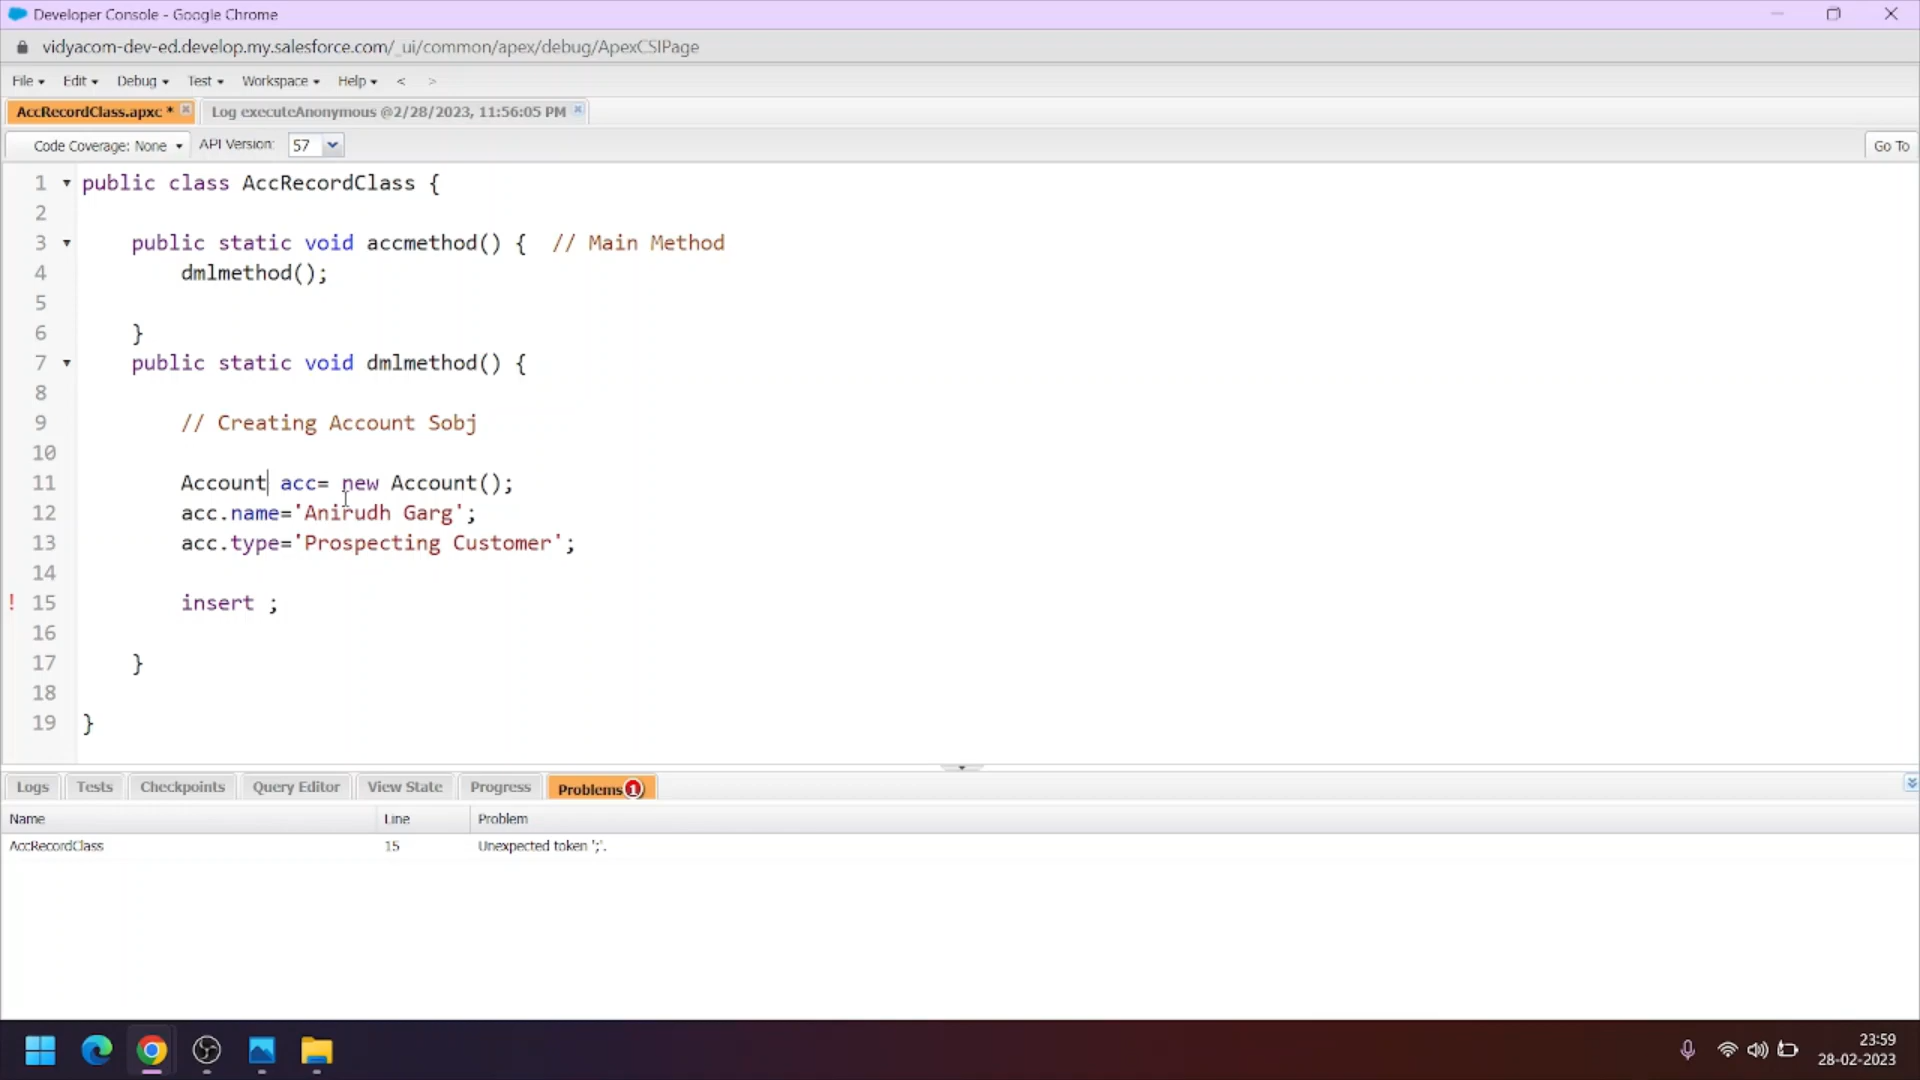 Developer Console - Google Chrome
vidyacom-dev-ed.develop.my.salesforce.com/_ui/common/apex/debug/ApexCSIPage
File Edit Debug Test Workspace Help < >
AccRecordClass.apxc * Log executeAnonymous @2/28/2023, 11:56:05 PM
Code Coverage: None API Version: 57 Go To
1 public class AccRecordClass {
2
3 public static void accmethod() { // Main Method
4 dmlmethod();
5
6 }
7 public static void dmlmethod() {
8
9 // Creating Account Sobj
10
11 Account acc= new Account();
12 acc.name='Anirudh Garg';
13 acc.type='Prospecting Customer';
14
! 15 insert ;
16
17 }
18
19 }
Logs Tests Checkpoints Query Editor View State Progress Problems 1
Name Line Problem
AccRecordClass 15 Unexpected token ';'.
23:59
28-02-2023